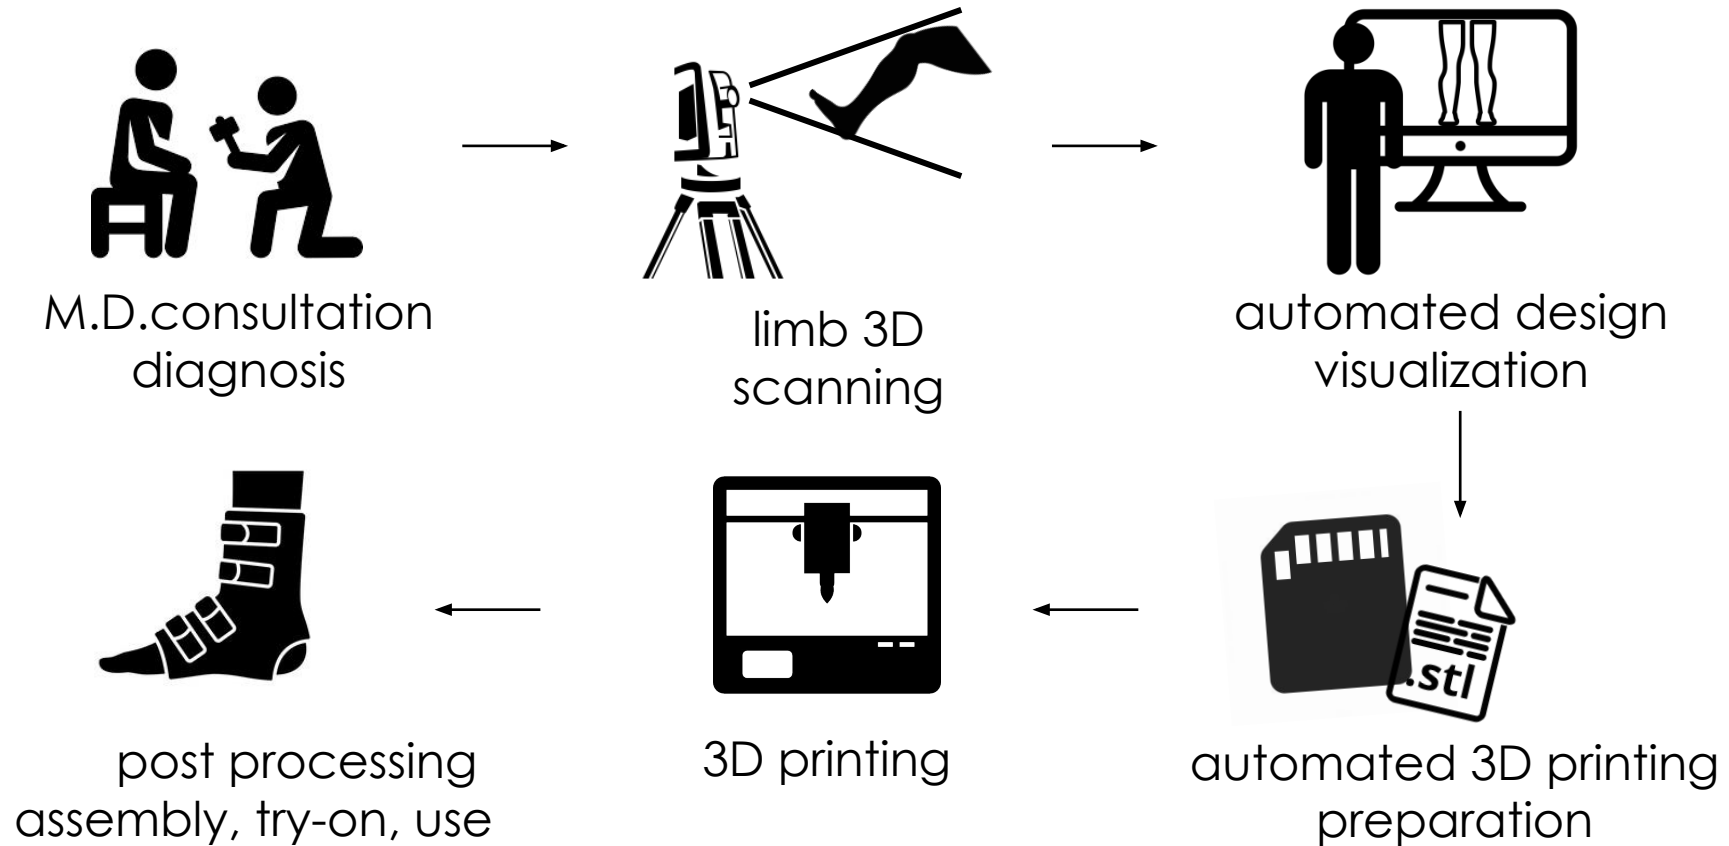 M.D.consultation
diagnosis
limb 3D
scanning
automated design
visualization
.stl
automated 3D printing
preparation
3D printing
post processing
assembly, try-on, use